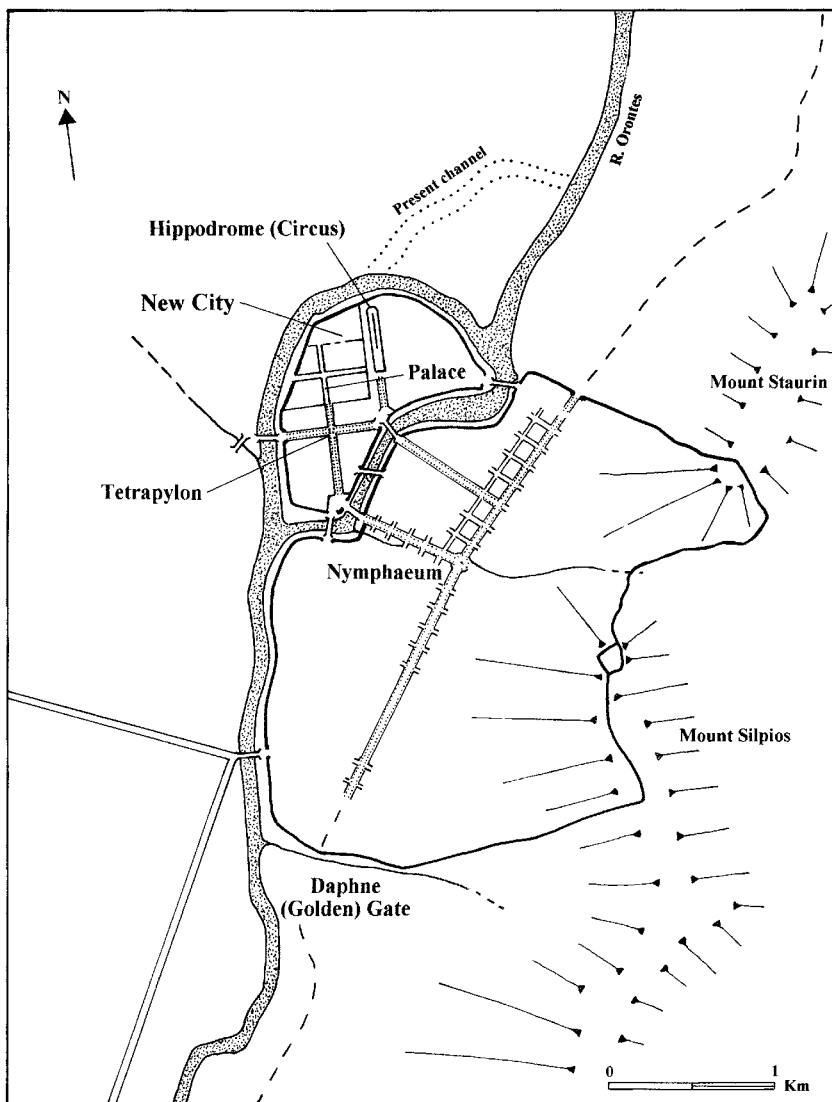 N
R. Orontes
Present channel
Hippodrome (Circus)
New City
Palace
Mount Staurin
Tetrapylon
Nymphaeum
Mount Silpios
Daphne
(Golden) Gate
0 1
Km